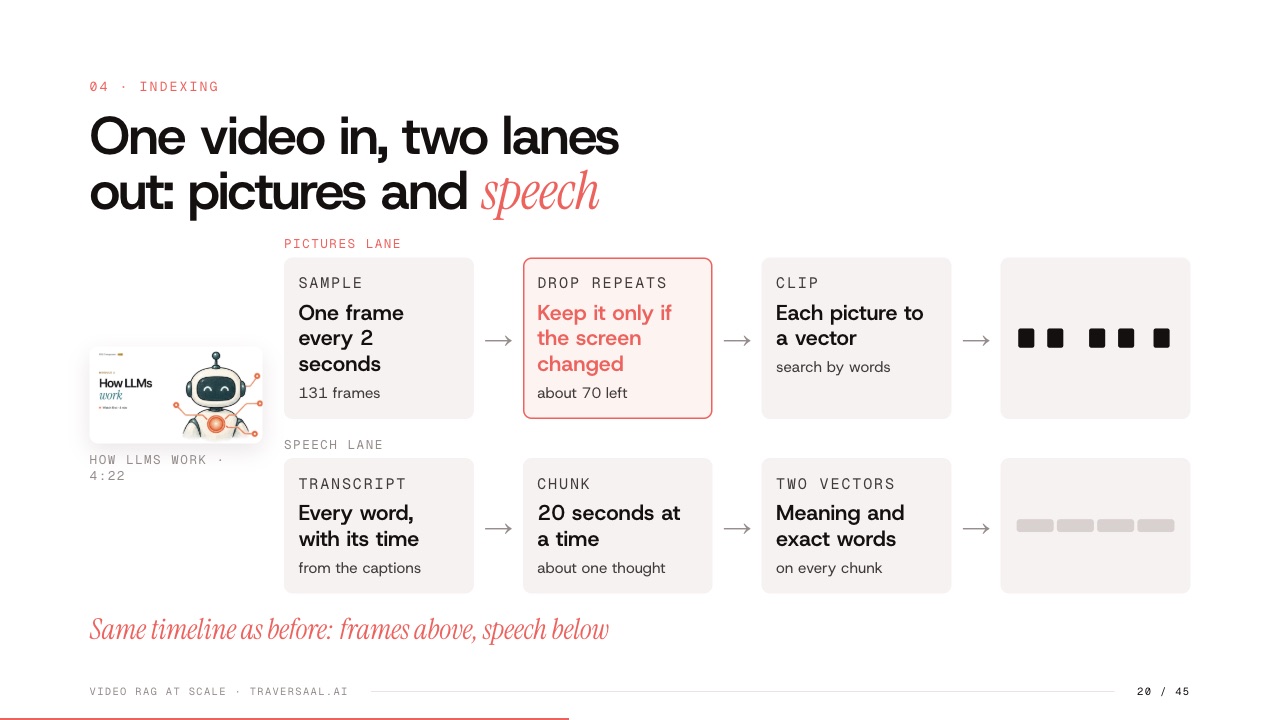 04 · INDEXING
One video in, two lanes
out: pictures and speech
PICTURES LANE
SAMPLE
One frame
every 2
seconds
131 frames
→
DROP REPEATS
Keep it only if
the screen
changed
about 70 left
→
CLIP
Each picture to
a vector
search by words
→
How LLMs
work
HOW LLMS WORK ·
4:22
SPEECH LANE
TRANSCRIPT
Every word,
with its time
from the captions
→
CHUNK
20 seconds at
a time
about one thought
→
TWO VECTORS
Meaning and
exact words
on every chunk
→
Same timeline as before: frames above, speech below
VIDEO RAG AT SCALE · TRAVERSAAL.AI
20 / 45